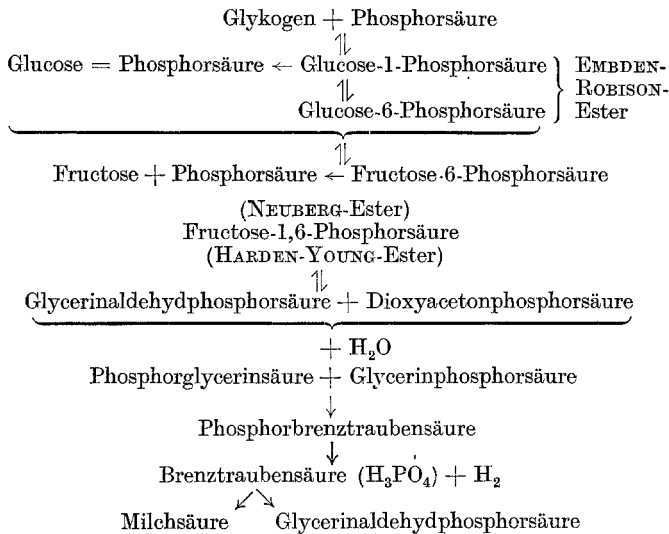 Glykogen + Phosphorsäure
⇅
Glucose = Phosphorsäure ← Glucose-1-Phosphorsäure } EMBDEN-
⇅ ROBISON-
Glucose-6-Phosphorsäure Ester
⇅
Fructose + Phosphorsäure ← Fructose-6-Phosphorsäure
(NEUBERG-Ester)
Fructose-1,6-Phosphorsäure
(HARDEN-YOUNG-Ester)
⇅
Glycerinaldehydphosphorsäure + Dioxyacetonphosphorsäure
+ H₂O
Phosphorglycerinsäure + Glycerinphosphorsäure
↓
Phosphorbrenztraubensäure
↓
Brenztraubensäure (H₃PO₄) + H₂
↙ ↘
Milchsäure Glycerinaldehydphosphorsäure